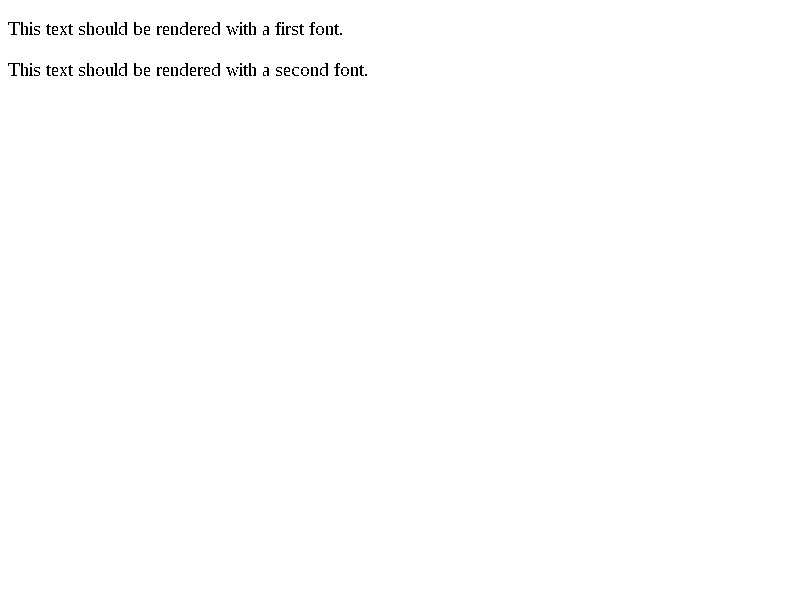 This text should be rendered with a first font.
This text should be rendered with a second font.